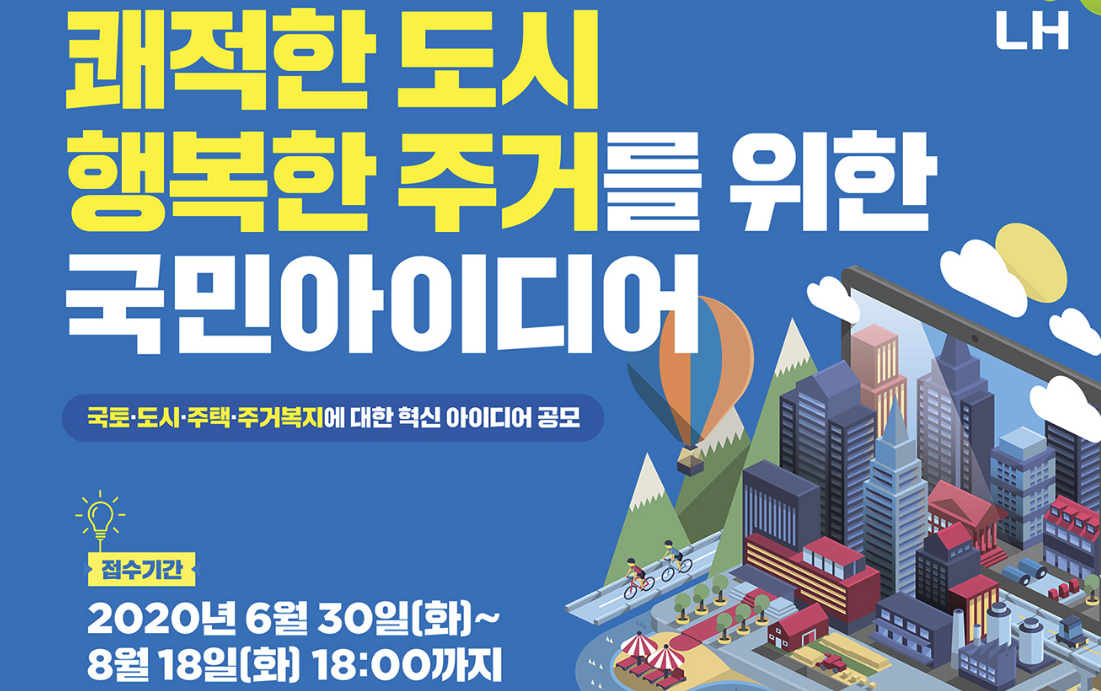 LH
쾌적한 도시
행복한 주거를 위한
국민아이디어
국토·도시·주택·주거복지에 대한 혁신 아이디어 공모
접수기간
2020년 6월 30일(화)~
8월 18일(화) 18:00까지